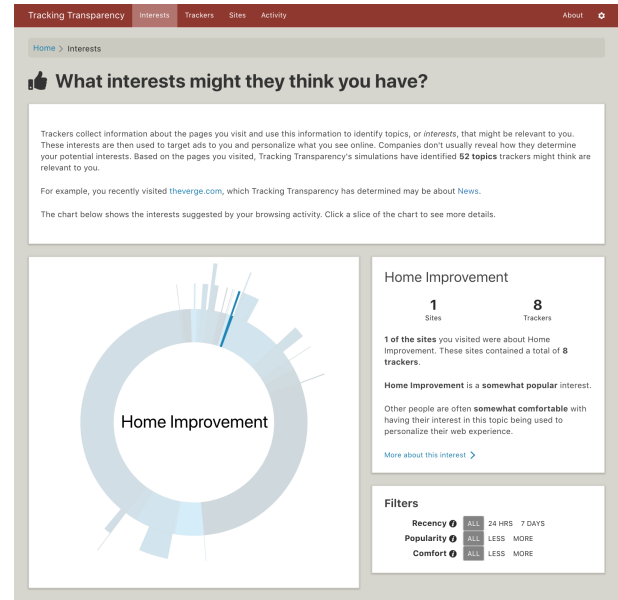 Tracking Transparency Interests Trackers Sites Activity About
Home > Interests
What interests might they think you have?
Trackers collect information about the pages you visit and use this information to identify topics, or interests, that might be relevant to you.
These interests are then used to target ads to you and personalize what you see online. Companies don't usually reveal how they determine
your potential interests. Based on the pages you visited, Tracking Transparency's simulations have identified 52 topics trackers might think are
relevant to you.
For example, you recently visited theverge.com, which Tracking Transparency has determined may be about News.
The chart below shows the interests suggested by your browsing activity. Click a slice of the chart to see more details.
Home Improvement
Home Improvement
1 8
Sites Trackers
1 of the sites you visited were about Home
Improvement. These sites contained a total of 8
trackers.
Home Improvement is a somewhat popular interest.
Other people are often somewhat comfortable with
having their interest in this topic being used to
personalize their web experience.
More about this interest >
Filters
Recency ALL 24 HRS 7 DAYS
Popularity ALL LESS MORE
Comfort ALL LESS MORE